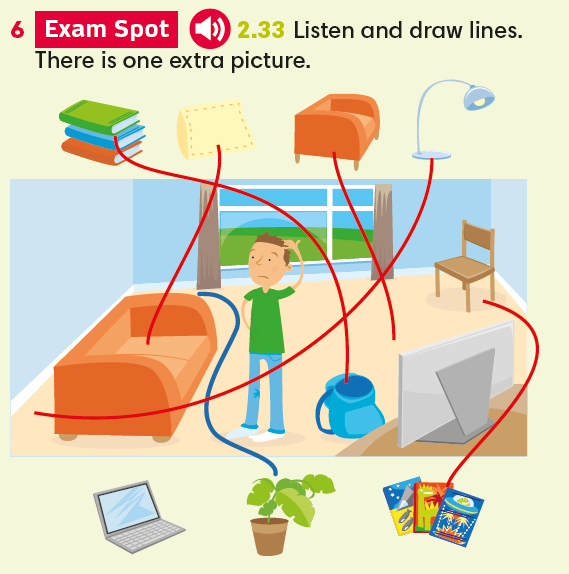 6 Exam Spot 2.33 Listen and draw lines.
There is one extra picture.